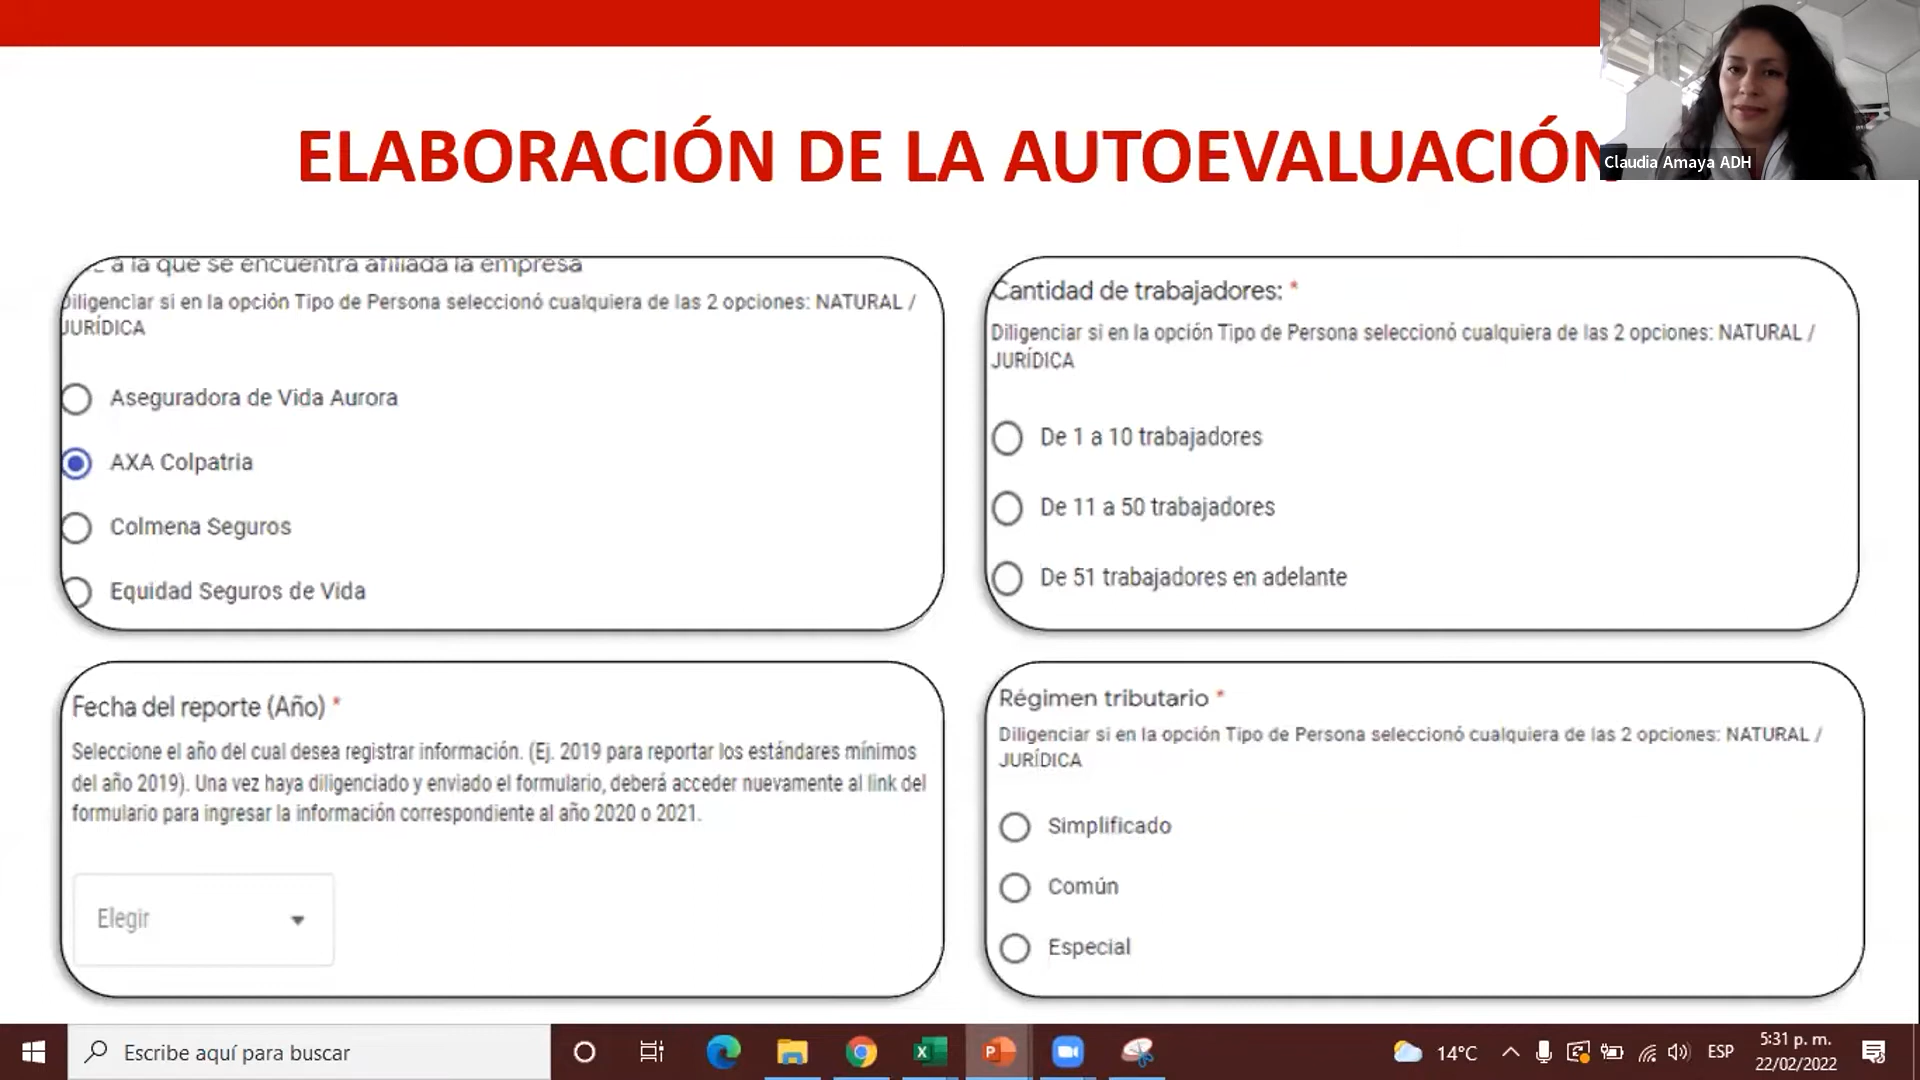 ELABORACIÓN DE LA AUTOEVALUACIÓN
Claudia Amaya ADH
a la que se encuentra afiliada la empresa
Diligenciar si en la opción Tipo de Persona seleccionó cualquiera de las 2 opciones: NATURAL /
JURÍDICA
Aseguradora de Vida Aurora
AXA Colpatria
Colmena Seguros
Equidad Seguros de Vida
Cantidad de trabajadores: *
Diligenciar si en la opción Tipo de Persona seleccionó cualquiera de las 2 opciones: NATURAL /
JURÍDICA
De 1 a 10 trabajadores
De 11 a 50 trabajadores
De 51 trabajadores en adelante
Fecha del reporte (Año) *
Seleccione el año del cual desea registrar información. (Ej. 2019 para reportar los estándares mínimos
del año 2019). Una vez haya diligenciado y enviado el formulario, deberá acceder nuevamente al link del
formulario para ingresar la información correspondiente al año 2020 o 2021.
Elegir
Régimen tributario *
Diligenciar si en la opción Tipo de Persona seleccionó cualquiera de las 2 opciones: NATURAL /
JURÍDICA
Simplificado
Común
Especial
Escribe aquí para buscar
14°C
ESP
5:31 p. m.
22/02/2022